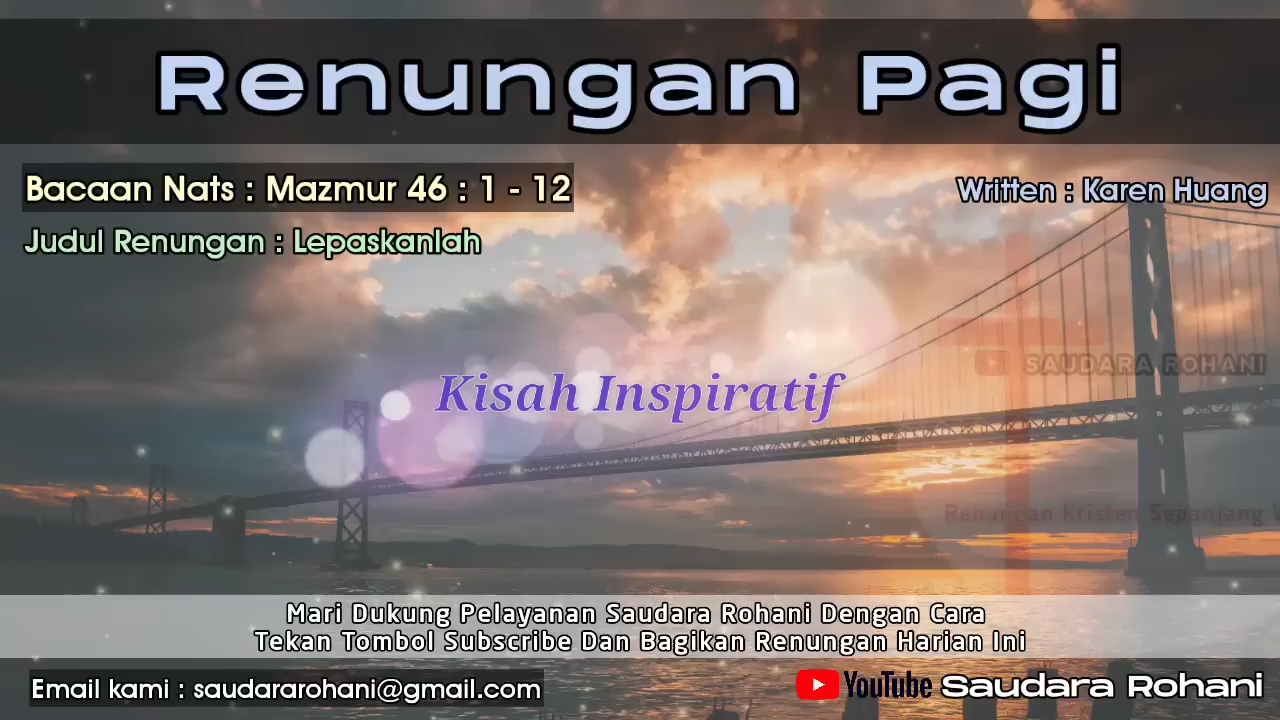 Renungan Pagi
Bacaan Nats : Mazmur 46 : 1 - 12
Written : Karen Huang
Judul Renungan : Lepaskanlah
SAUDARA ROHANI
Kisah Inspiratif
Renungan Kristen Sepanjang
Mari Dukung Pelayanan Saudara Rohani Dengan Cara
Tekan Tombol Subscribe Dan Bagikan Renungan Harian Ini
Email kami : saudararohani@gmail.com
YouTube Saudara Rohani